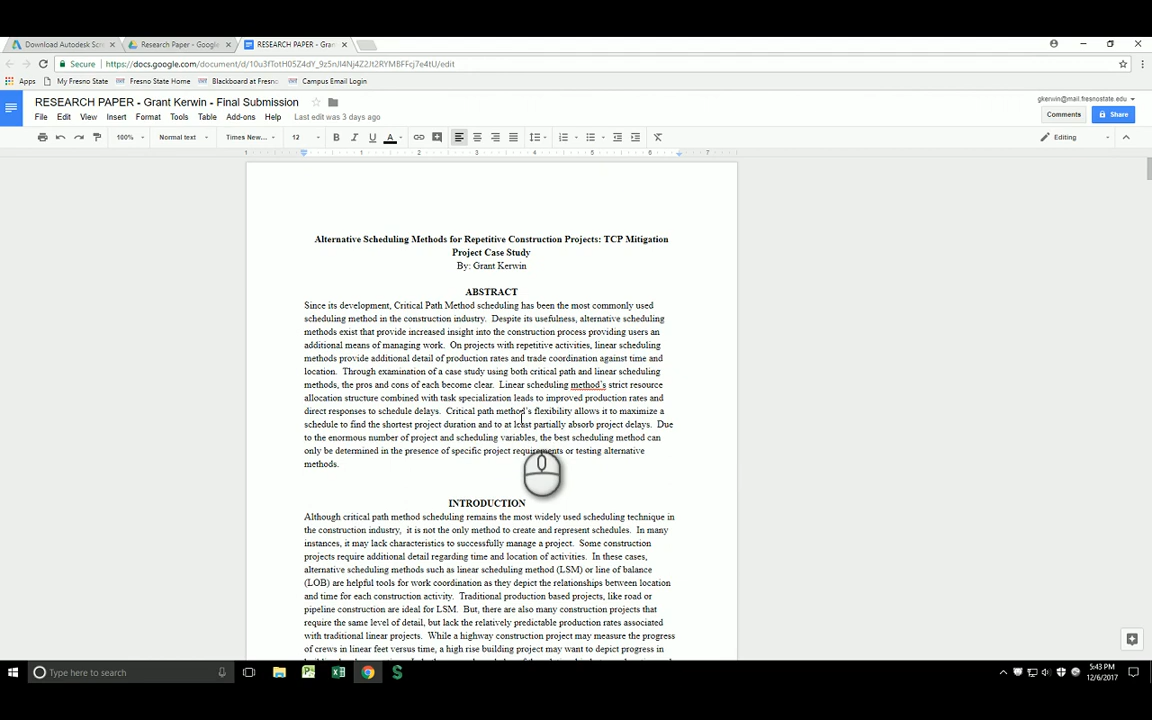 Download Autodesk Scr
Research Paper - Google
RESEARCH PAPER - Gran
Secure
https://docs.google.com/document/d/10u3fTotH05Z4dY_9z5nJI4Nj4Z2Jt2RYMBFFcj7e4tU/edit
Apps
My Fresno State
Fresno State Home
Blackboard at Fresno
Campus Email Login
RESEARCH PAPER - Grant Kerwin - Final Submission
gkerwin@mail.fresnostate.edu
File Edit View Insert Format Tools Table Add-ons Help Last edit was 3 days ago
Comments
Share
100%
Normal text
Times New...
12
B I U A
Editing
1 1 2 3 4 5 6 7
Alternative Scheduling Methods for Repetitive Construction Projects: TCP Mitigation
Project Case Study
By: Grant Kerwin
ABSTRACT
Since its development, Critical Path Method scheduling has been the most commonly used
scheduling method in the construction industry. Despite its usefulness, alternative scheduling
methods exist that provide increased insight into the construction process providing users an
additional means of managing work. On projects with repetitive activities, linear scheduling
methods provide additional detail of production rates and trade coordination against time and
location. Through examination of a case study using both critical path and linear scheduling
methods, the pros and cons of each become clear. Linear scheduling method's strict resource
allocation structure combined with task specialization leads to improved production rates and
direct responses to schedule delays. Critical path method's flexibility allows it to maximize a
schedule to find the shortest project duration and to at least partially absorb project delays. Due
to the enormous number of project and scheduling variables, the best scheduling method can
only be determined in the presence of specific project requirements or testing alternative
methods.
INTRODUCTION
Although critical path method scheduling remains the most widely used scheduling technique in
the construction industry, it is not the only method to create and represent schedules. In many
instances, it may lack characteristics to successfully manage a project. Some construction
projects require additional detail regarding time and location of activities. In these cases,
alternative scheduling methods such as linear scheduling method (LSM) or line of balance
(LOB) are helpful tools for work coordination as they depict the relationships between location
and time for each construction activity. Traditional production based projects, like road or
pipeline construction are ideal for LSM. But, there are also many construction projects that
require the same level of detail, but lack the relatively predictable production rates associated
with traditional linear projects. While a highway construction project may measure the progress
of crews in linear feet versus time, a high rise building project may want to depict progress in
Type here to search
5:43 PM
12/6/2017